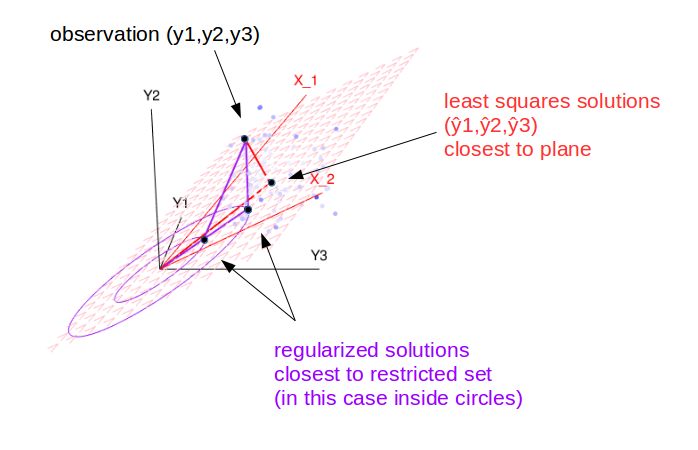 observation (y1,y2,y3)
X_1
Y2
least squares solutions
(ŷ1,ŷ2,ŷ3)
closest to plane
X_2
Y1
Y3
regularized solutions
closest to restricted set
(in this case inside circles)